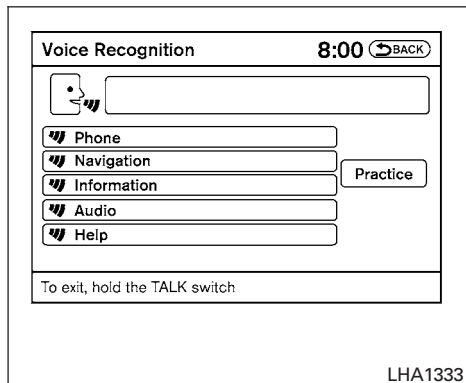 Voice Recognition 8:00 BACK
Phone
Navigation
Practice
Information
Audio
Help
To exit, hold the TALK switch
LHA1333